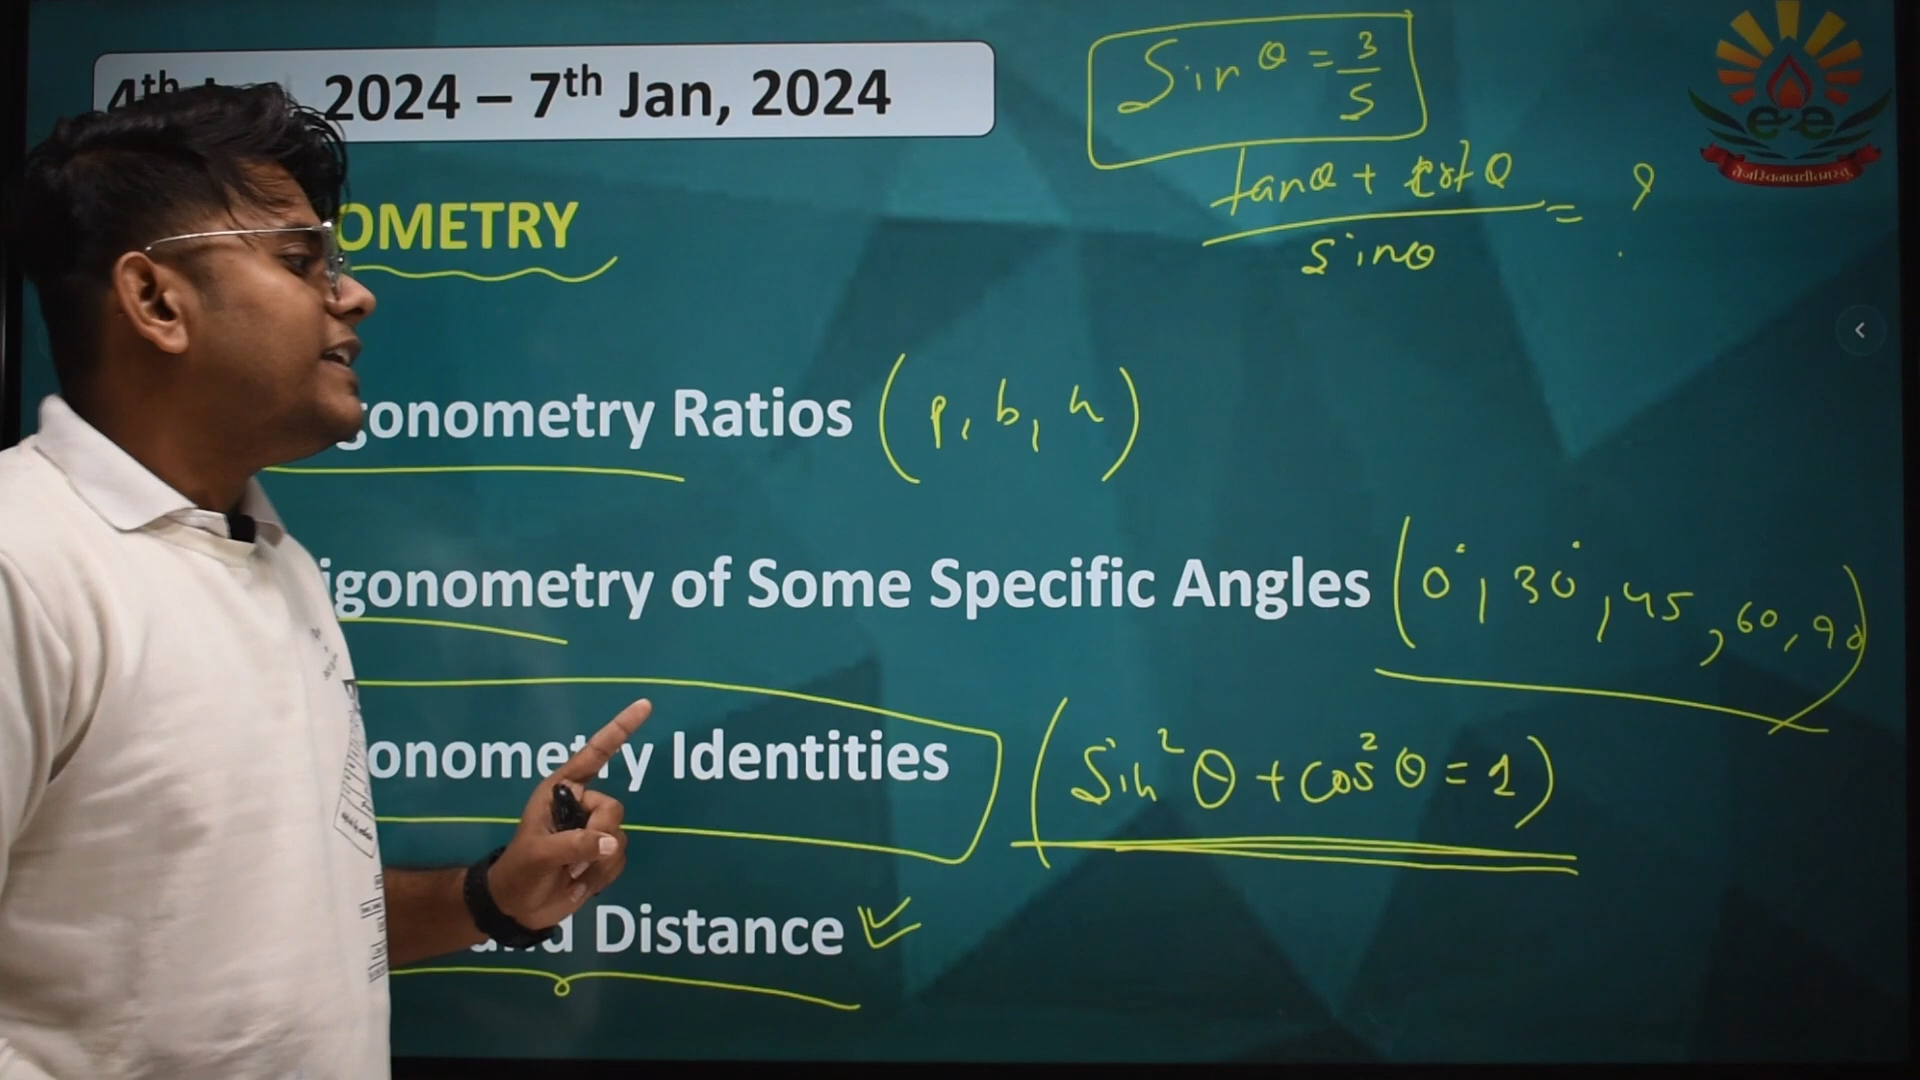 2024 – 7th Jan, 2024
Sin θ = 3/5
tanθ + cotθ / sinθ = ?
OMETRY
gonometry Ratios (p, b, h)
igonometry of Some Specific Angles (0°, 30°, 45, 60, 90)
onometry Identities (Sin²θ + cos²θ = 1)
and Distance